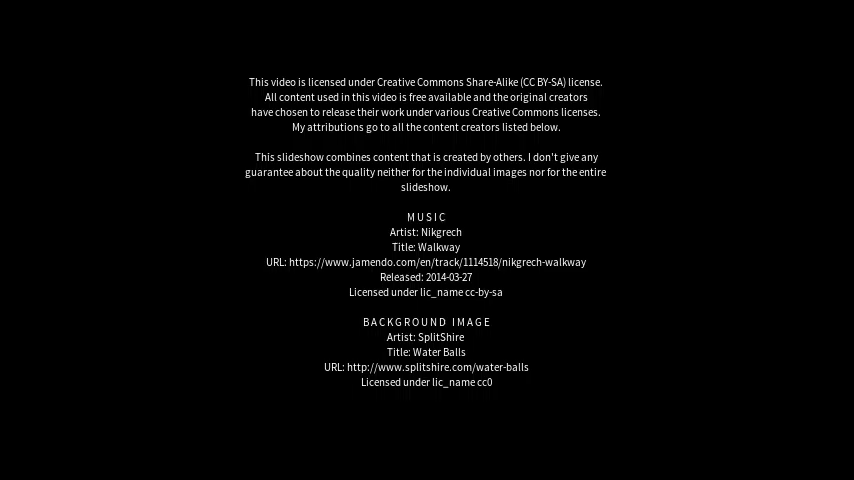 This video is licensed under Creative Commons Share-Alike (CC BY-SA) license.
All content used in this video is free available and the original creators
have chosen to release their work under various Creative Commons licenses.
My attributions go to all the content creators listed below.
This slideshow combines content that is created by others. I don't give any
guarantee about the quality neither for the individual images nor for the entire
slideshow.
MUSIC
Artist: Nikgrech
Title: Walkway
URL: https://www.jamendo.com/en/track/1114518/nikgrech-walkway
Released: 2014-03-27
Licensed under lic_name cc-by-sa
BACKGROUND IMAGE
Artist: SplitShire
Title: Water Balls
URL: http://www.splitshire.com/water-balls
Licensed under lic_name cc0